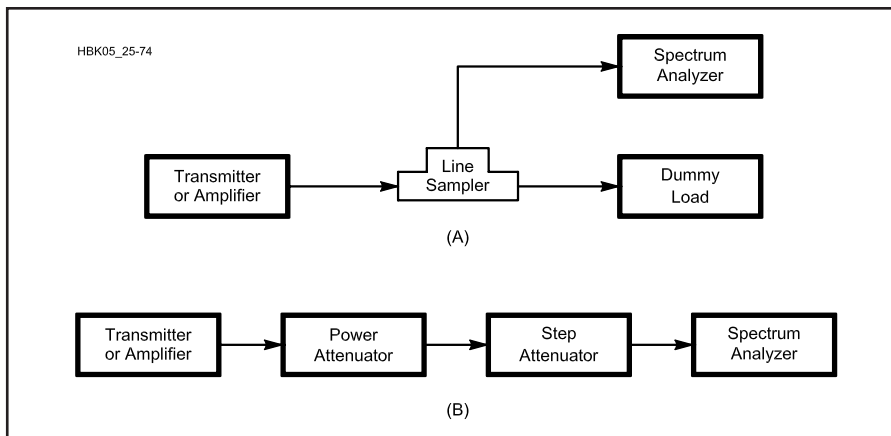 HBK05_25-74
Spectrum
Analyzer
Transmitter
or Amplifier
Line
Sampler
Dummy
Load
(A)
Transmitter
or Amplifier
Power
Attenuator
Step
Attenuator
Spectrum
Analyzer
(B)